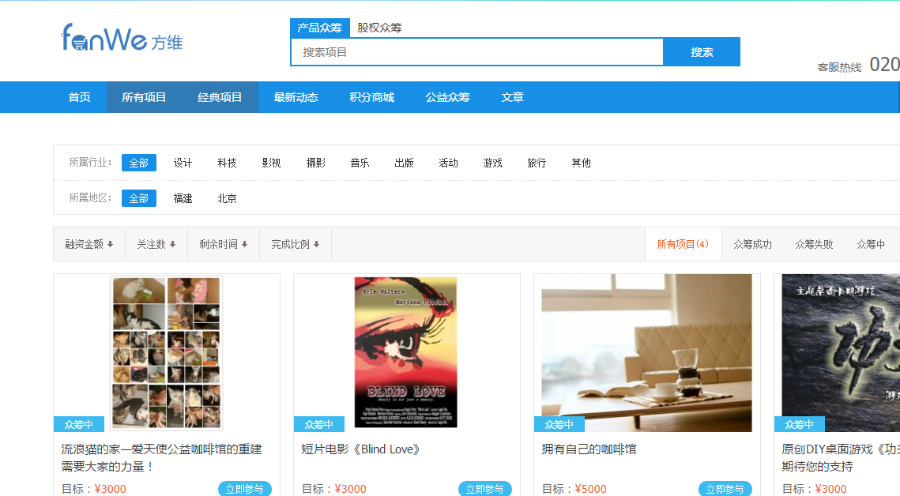 fanWe 方维
产品众筹 股权众筹
搜索项目 搜索
客服热线 020
首页 所有项目 经典项目 最新动态 积分商城 公益众筹 文章
所属行业： 全部 设计 科技 影视 摄影 音乐 出版 活动 游戏 旅行 其他
所属地区： 全部 福建 北京
融资金额 关注数 剩余时间 完成比例 所有项目(4) 众筹成功 众筹失败 众筹中
BLIND LOVE
众筹中 众筹中 众筹中 众筹中
流浪猫的家—爱天使公益咖啡馆的重建需要大家的力量！
短片电影《Blind Love》
拥有自己的咖啡馆
原创DIY桌面游戏《功夫
期待您的支持
目标：¥3000 立即参与 目标：¥3000 立即参与 目标：¥5000 立即参与 目标：¥3000